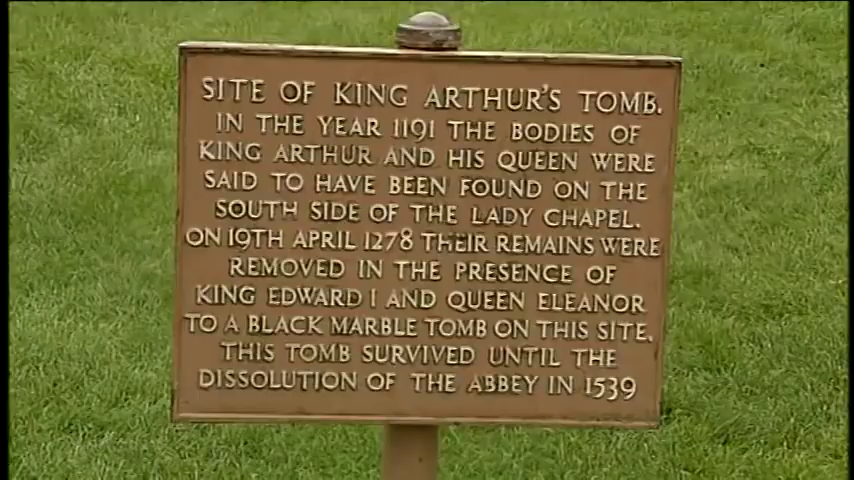 SITE OF KING ARTHUR'S TOMB.
IN THE YEAR 1191 THE BODIES OF
KING ARTHUR AND HIS QUEEN WERE
SAID TO HAVE BEEN FOUND ON THE
SOUTH SIDE OF THE LADY CHAPEL.
ON 19TH APRIL 1278 THEIR REMAINS WERE
REMOVED IN THE PRESENCE OF
KING EDWARD I AND QUEEN ELEANOR
TO A BLACK MARBLE TOMB ON THIS SITE.
THIS TOMB SURVIVED UNTIL THE
DISSOLUTION OF THE ABBEY IN 1539